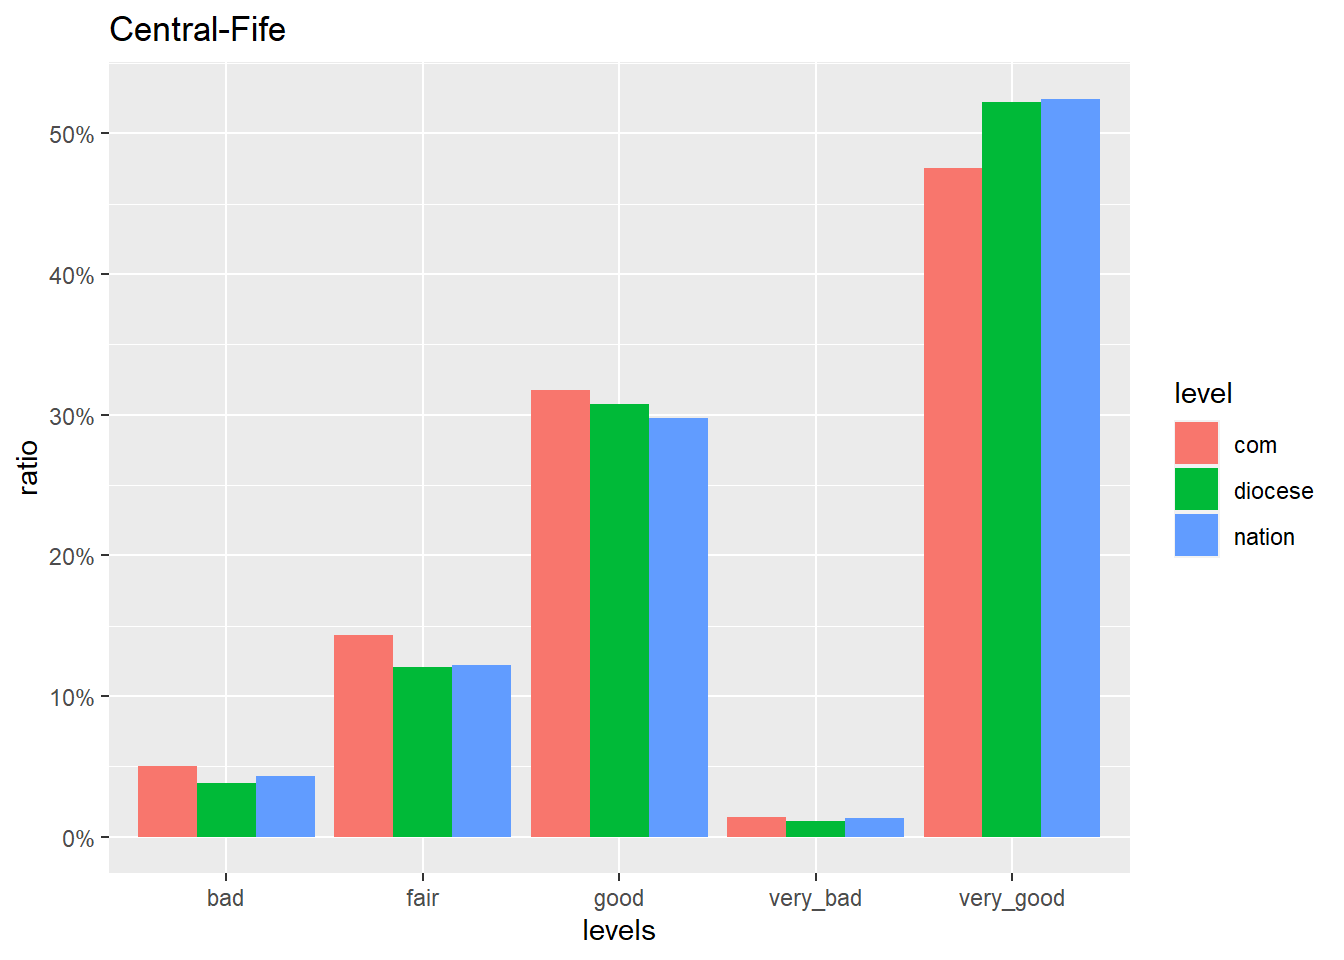 Central-Fife
50%
40%
30%
20%
10%
0%
ratio
bad fair good very_bad very_good
levels
level
com
diocese
nation